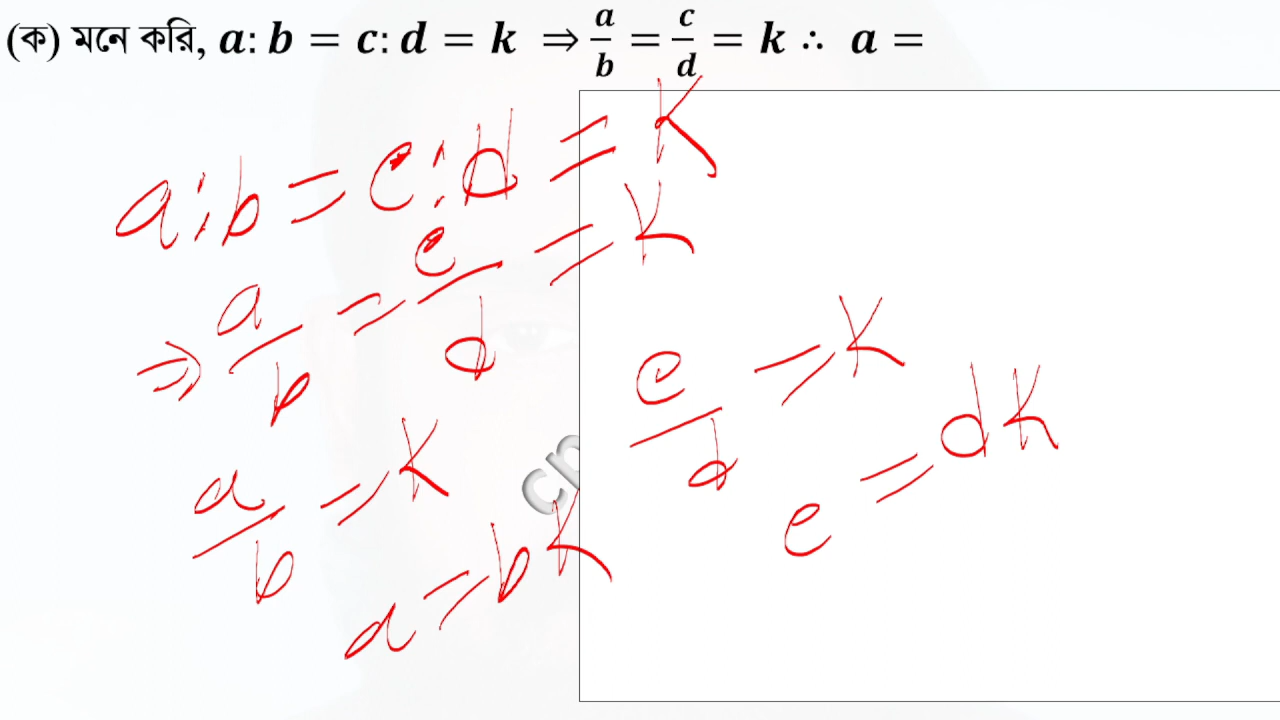 (ক) মনে করি, a: b = c: d = k ⇒ a/b = c/d = k ∴ a =
a:b = c:d = K
⇒ a/b = c/d = K
a/b = K
a = bK
c/d = K
c = dK